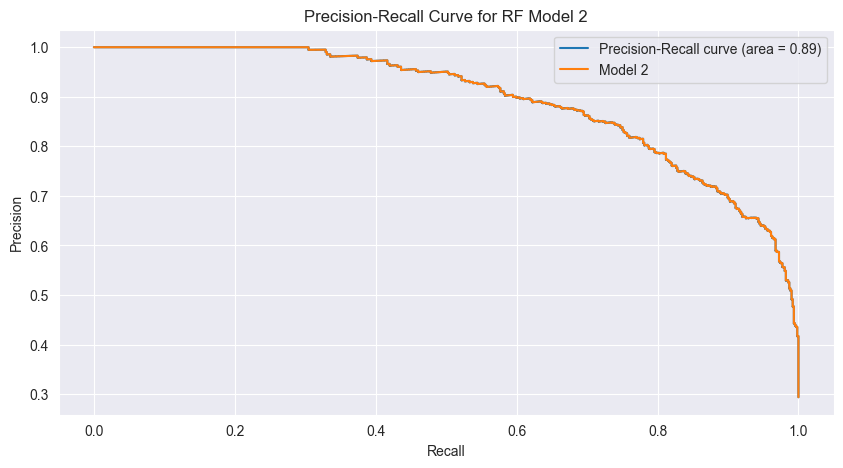 Precision-Recall Curve for RF Model 2
Precision-Recall curve (area = 0.89)
Model 2
1.0
0.9
0.8
0.7
0.6
0.5
0.4
0.3
Precision
0.0
0.2
0.4
0.6
0.8
1.0
Recall